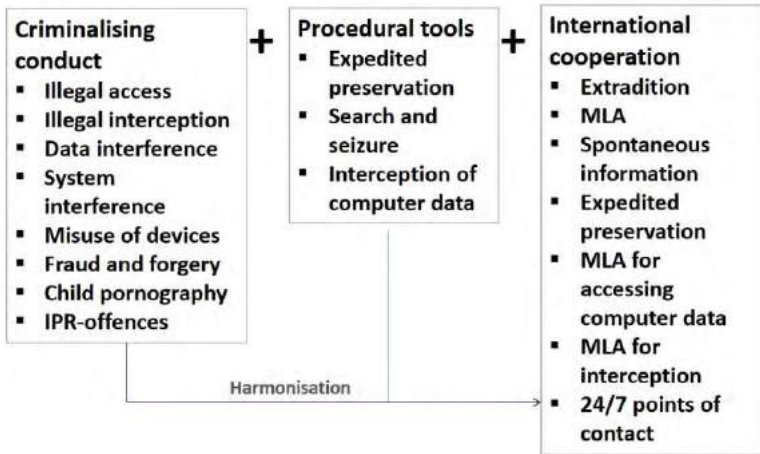 Criminalising
conduct
▪ Illegal access
▪ Illegal interception
▪ Data interference
▪ System
interference
▪ Misuse of devices
▪ Fraud and forgery
▪ Child pornography
▪ IPR-offences
+
Procedural tools
▪ Expedited
preservation
▪ Search and
seizure
▪ Interception of
computer data
+
International
cooperation
▪ Extradition
▪ MLA
▪ Spontaneous
information
▪ Expedited
preservation
▪ MLA for
accessing
computer data
▪ MLA for
interception
▪ 24/7 points of
contact
Harmonisation